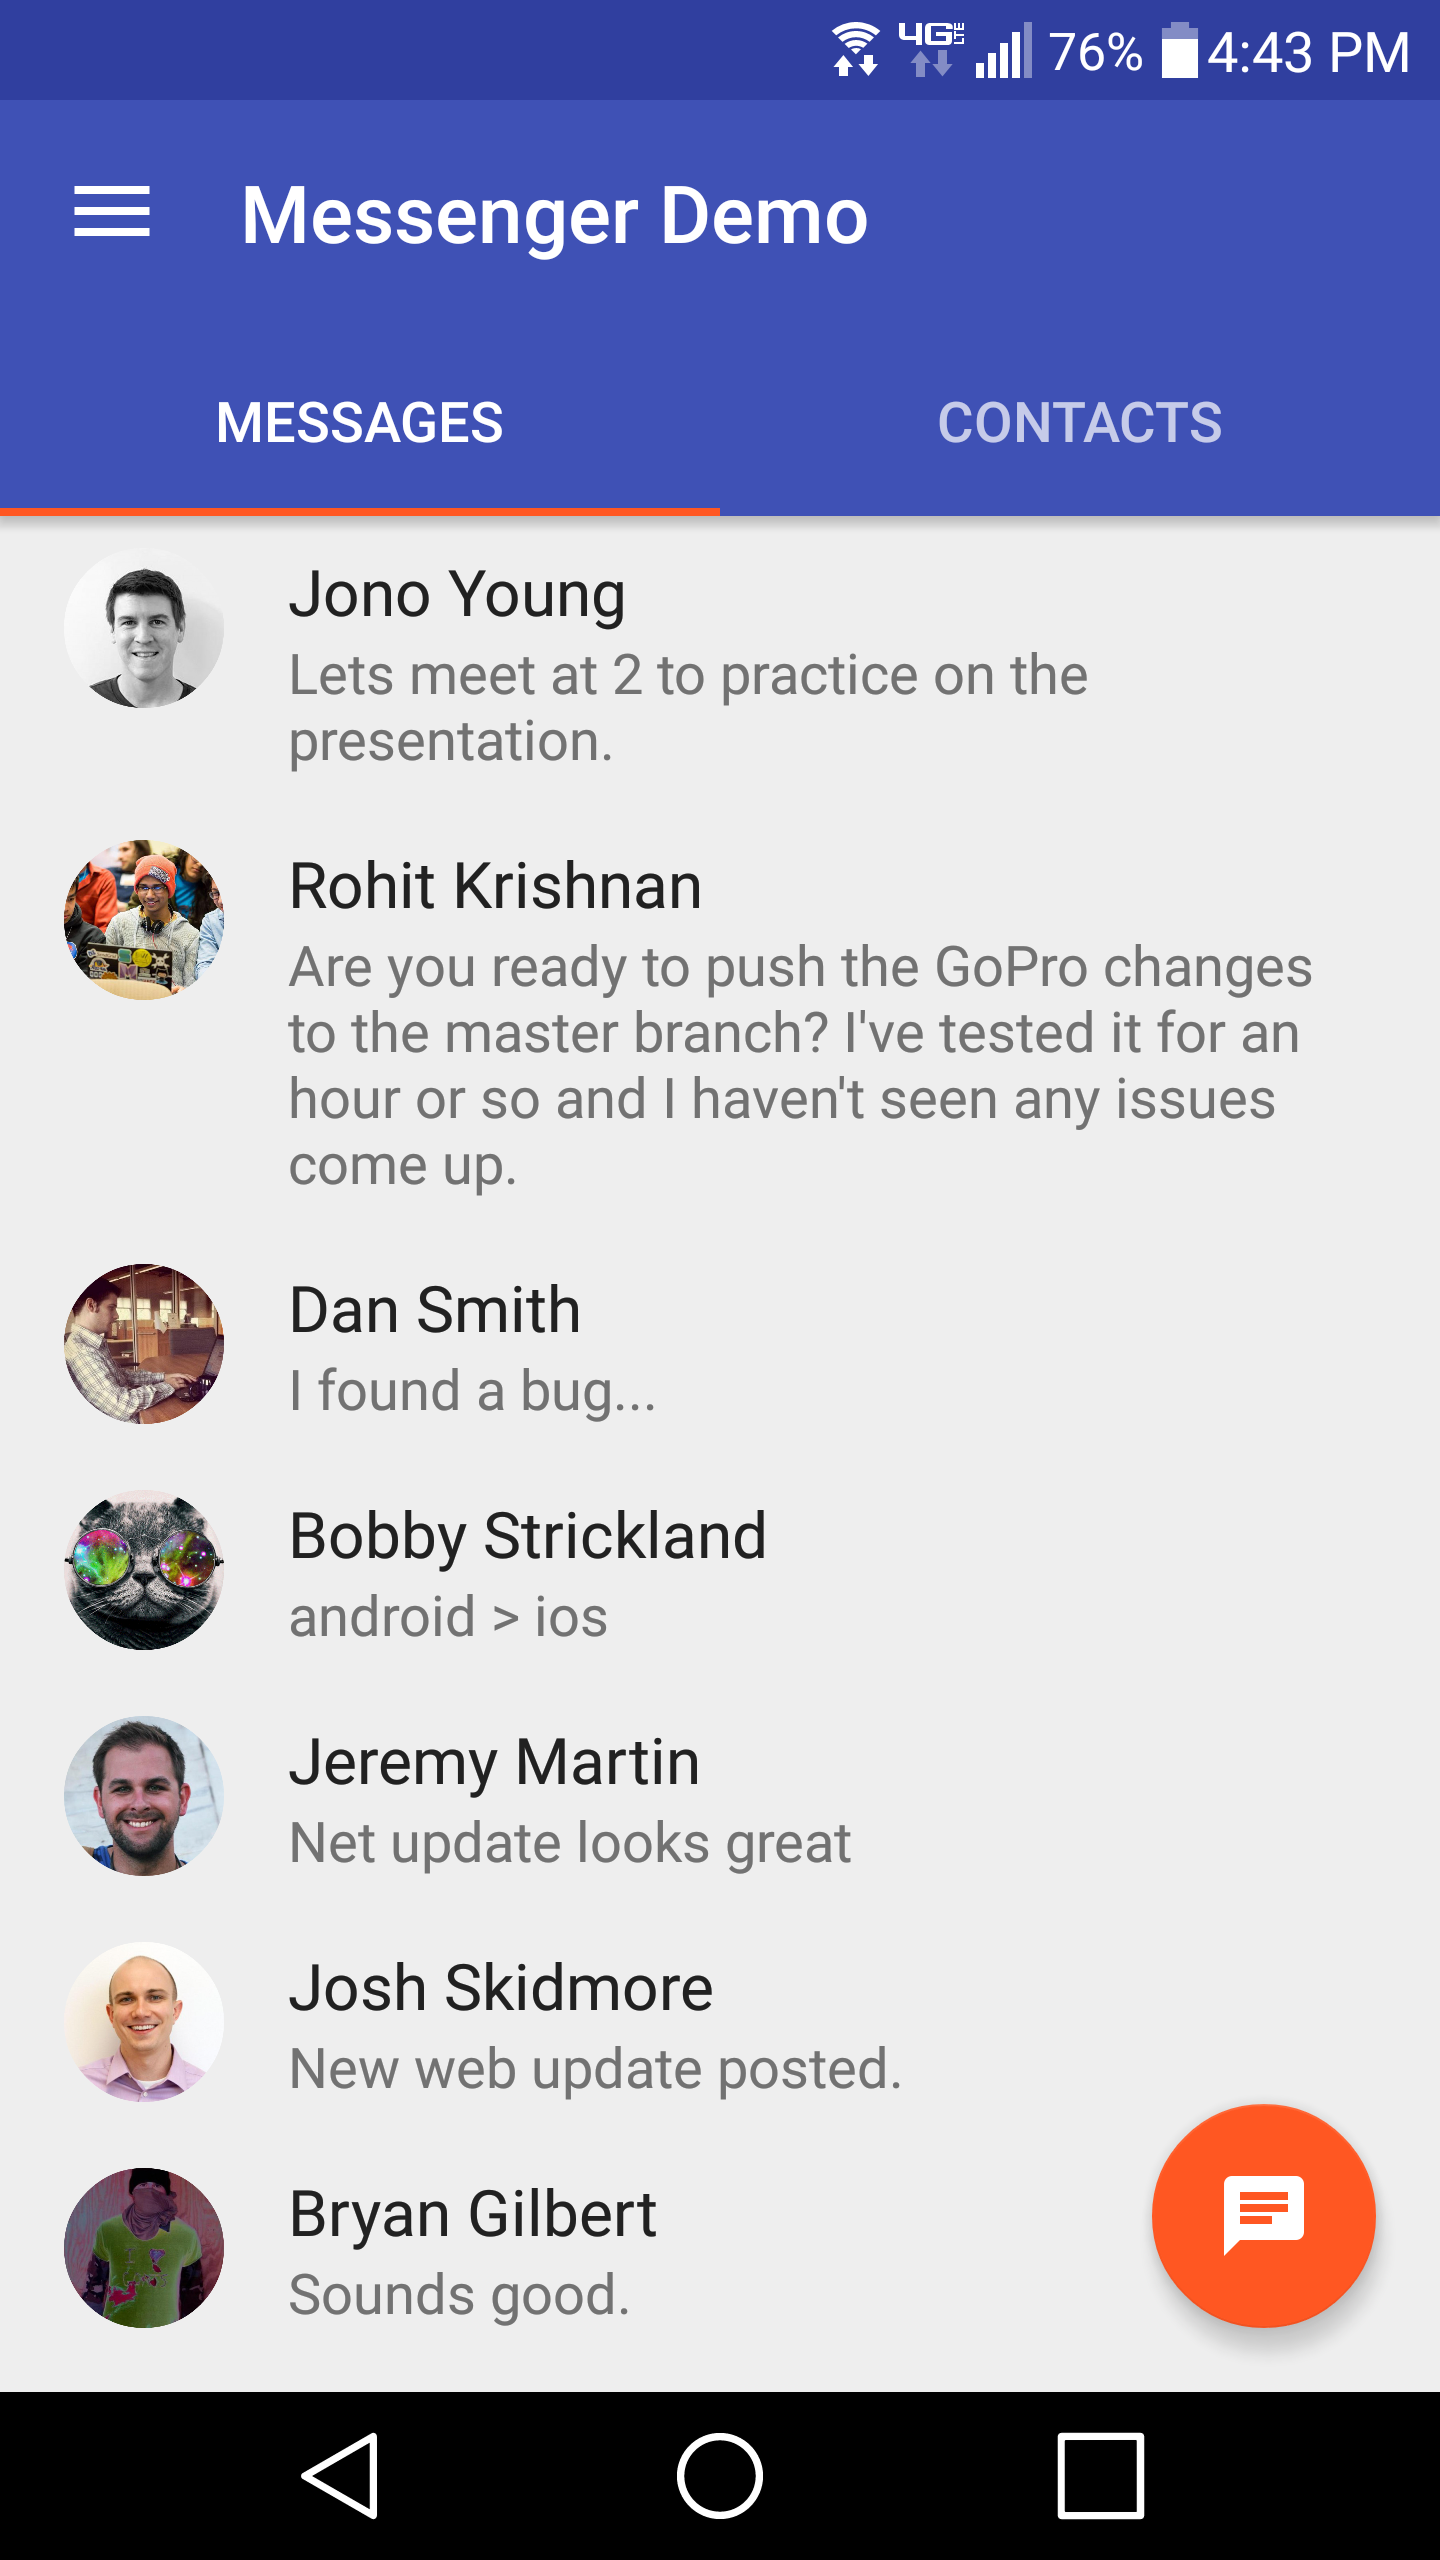 4G LTE 76% 4:43 PM
Messenger Demo
MESSAGES CONTACTS
Jono Young
Lets meet at 2 to practice on the
presentation.
Rohit Krishnan
Are you ready to push the GoPro changes
to the master branch? I've tested it for an
hour or so and I haven't seen any issues
come up.
Dan Smith
I found a bug...
Bobby Strickland
android > ios
Jeremy Martin
Net update looks great
Josh Skidmore
New web update posted.
Bryan Gilbert
Sounds good.